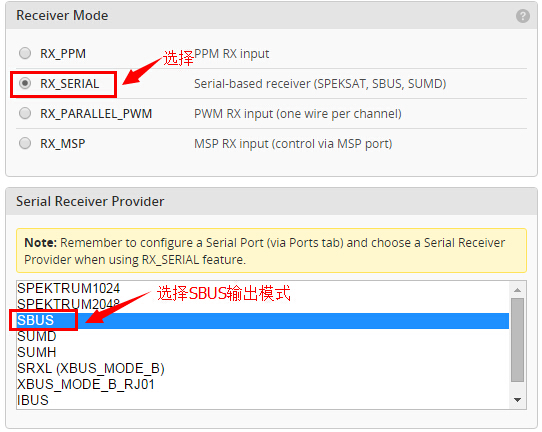 Receiver Mode
?
RX_PPM PPM RX input
选择
RX_SERIAL Serial-based receiver (SPEKSAT, SBUS, SUMD)
RX_PARALLEL_PWM PWM RX input (one wire per channel)
RX_MSP MSP RX input (control via MSP port)
Serial Receiver Provider
Note: Remember to configure a Serial Port (via Ports tab) and choose a Serial Receiver
Provider when using RX_SERIAL feature.
SPEKTRUM1024
选择SBUS输出模式
SPEKTRUM2048
SBUS
SUMD
SUMH
SRXL (XBUS_MODE_B)
XBUS_MODE_B_RJ01
IBUS